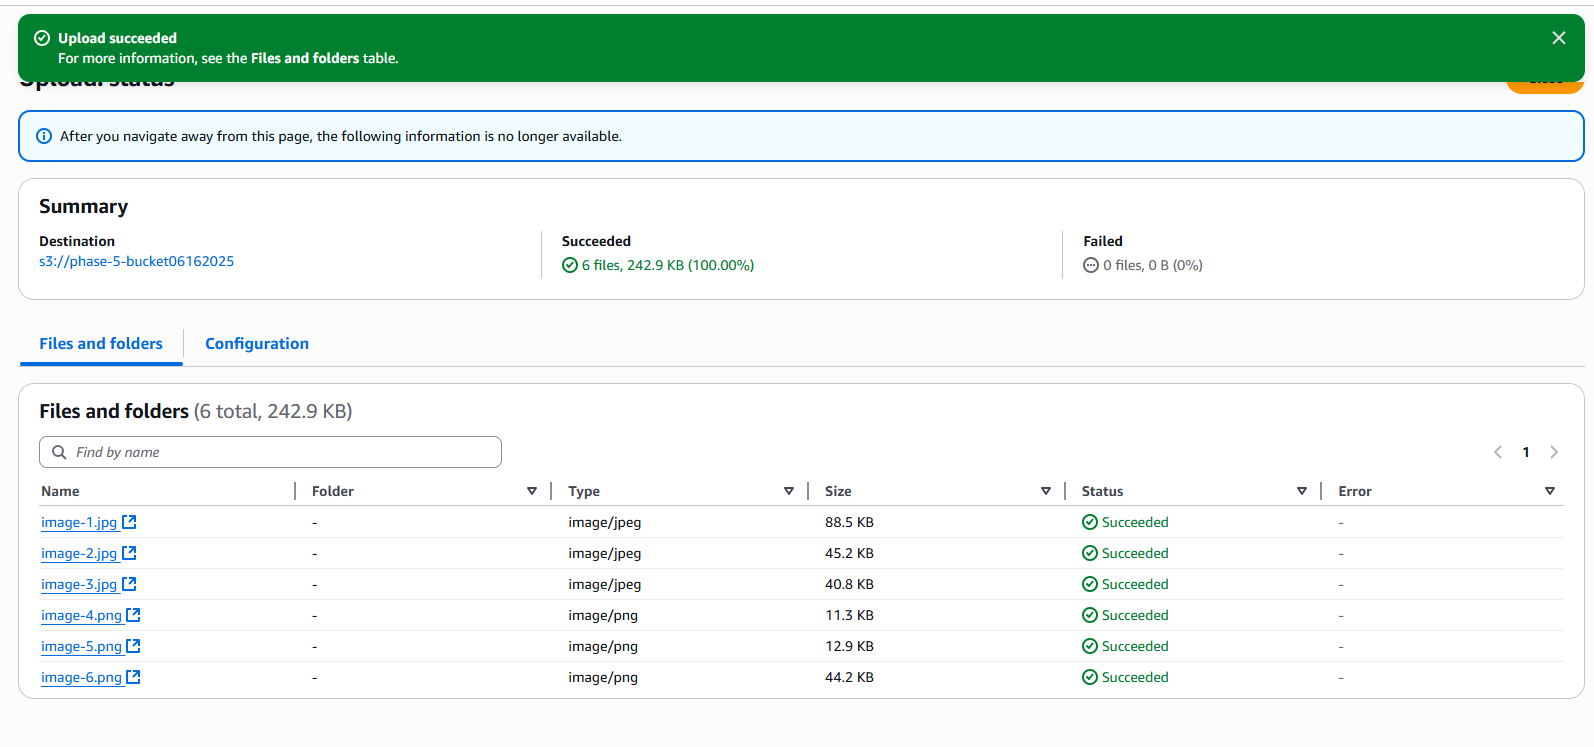 Upload succeeded
For more information, see the Files and folders table.
Upload: status
Close
After you navigate away from this page, the following information is no longer available.
Summary
Destination
s3://phase-5-bucket06162025
Succeeded
6 files, 242.9 KB (100.00%)
Failed
0 files, 0 B (0%)
Files and folders
Configuration
Files and folders (6 total, 242.9 KB)
Find by name
1
Name Folder Type Size Status Error
image-1.jpg - image/jpeg 88.5 KB Succeeded -
image-2.jpg - image/jpeg 45.2 KB Succeeded -
image-3.jpg - image/jpeg 40.8 KB Succeeded -
image-4.png - image/png 11.3 KB Succeeded -
image-5.png - image/png 12.9 KB Succeeded -
image-6.png - image/png 44.2 KB Succeeded -